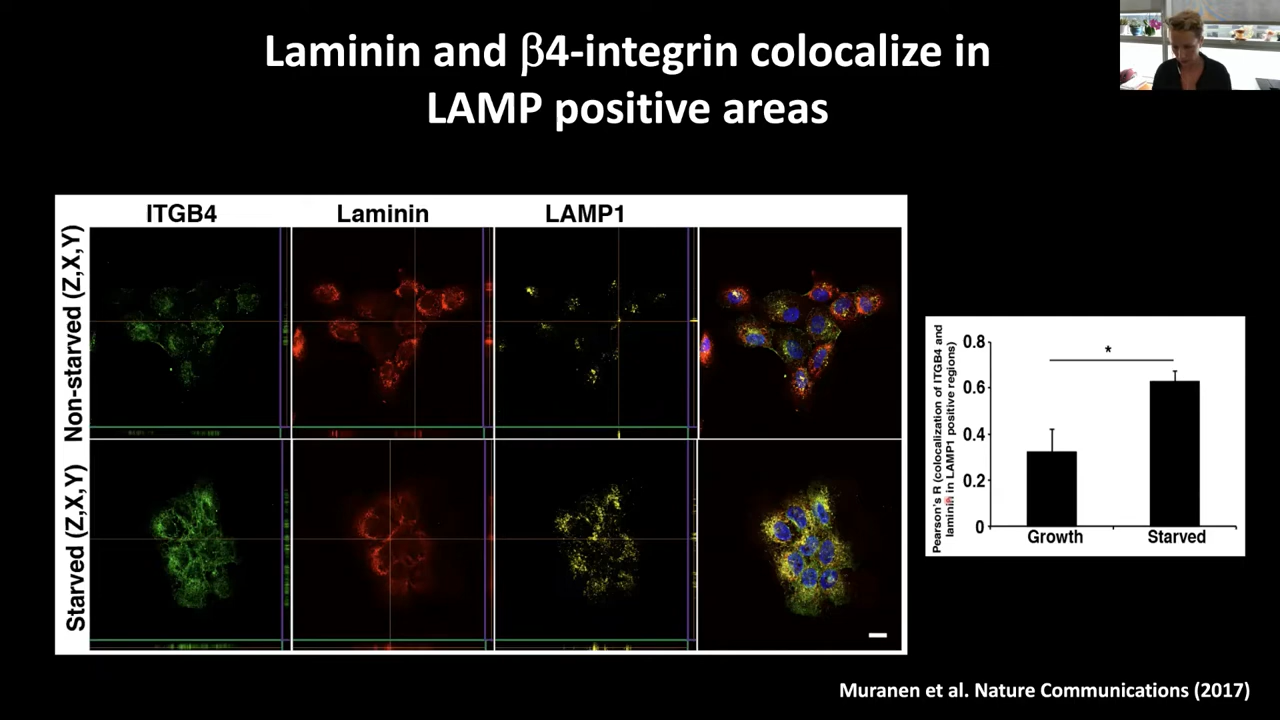 Laminin and β4-integrin colocalize in
LAMP positive areas
ITGB4 Laminin LAMP1
Non-starved (Z,X,Y)
Starved (Z,X,Y)
Pearson's R (colocalization of ITGB4 and
laminin in LAMP1 positive regions)
0.8
0.6
0.4
0.2
0
*
Growth Starved
Muranen et al. Nature Communications (2017)